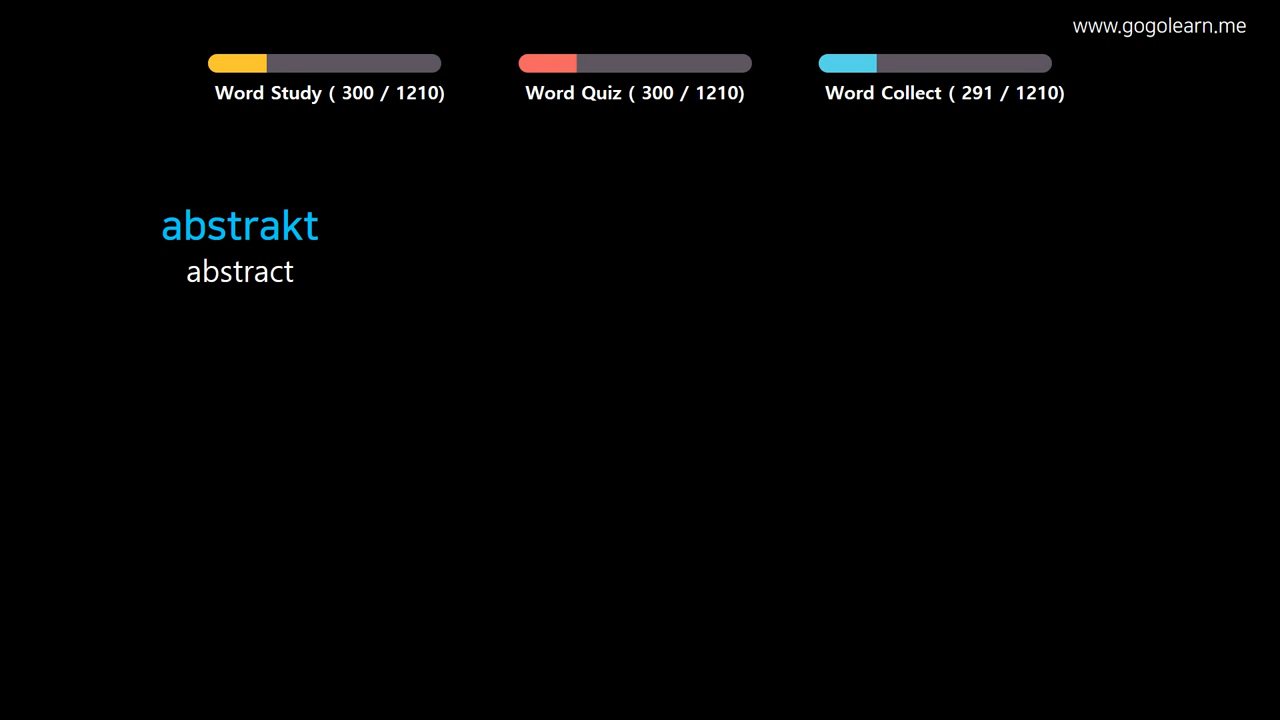 www.gogolearn.me
Word Study ( 300 / 1210)
Word Quiz ( 300 / 1210)
Word Collect ( 291 / 1210)
abstrakt
abstract